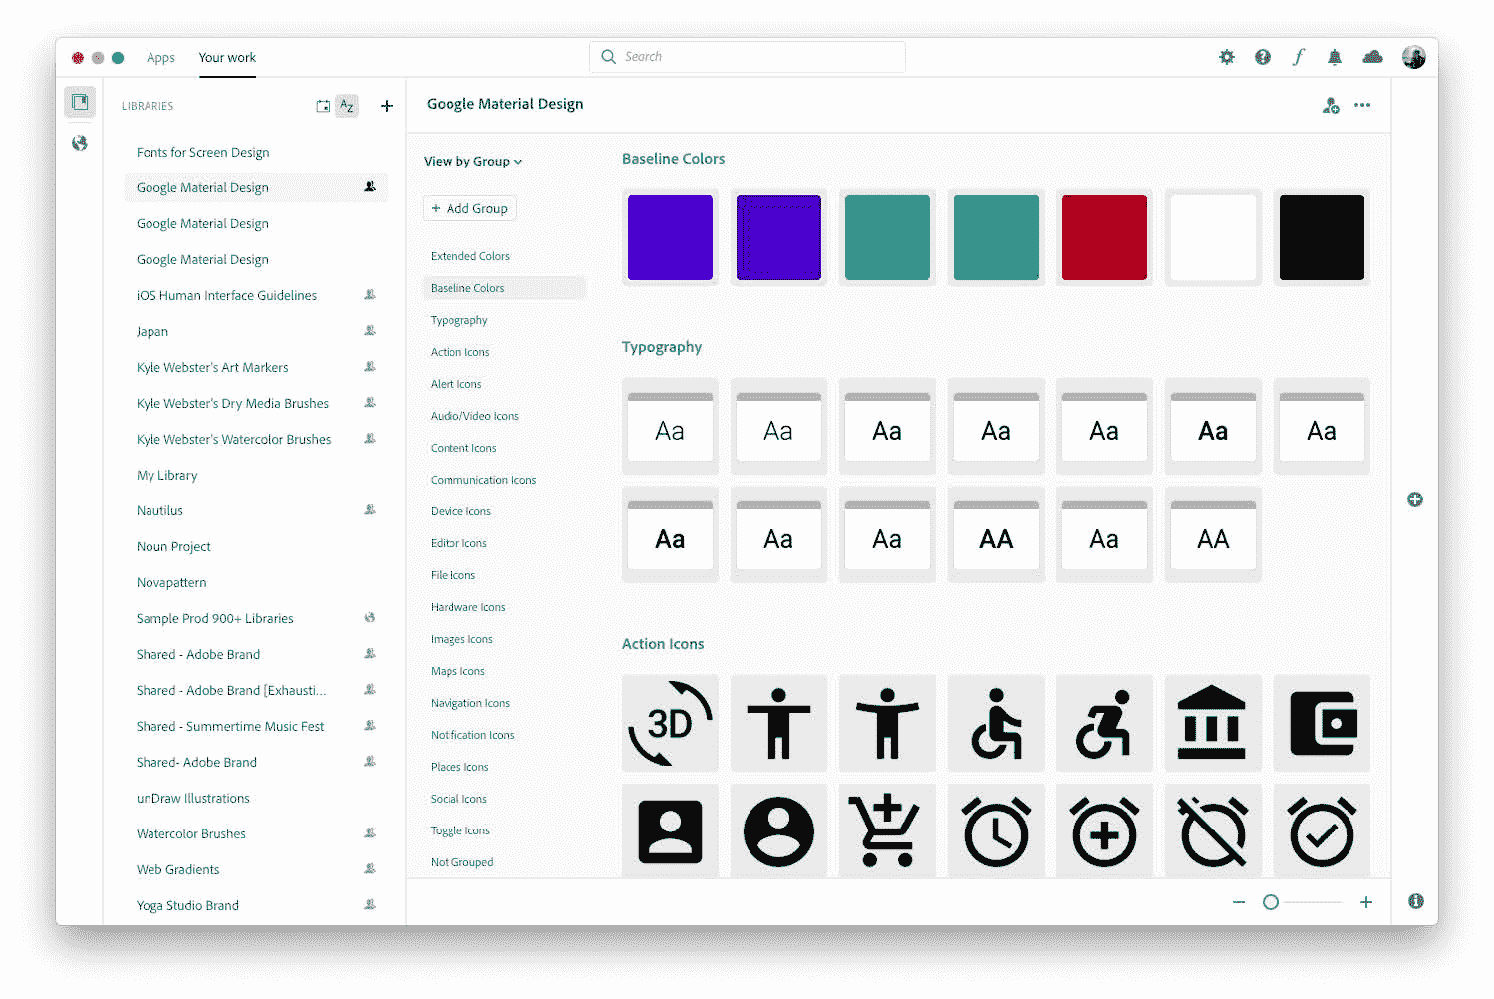 Apps
Your work
Search
LIBRARIES
AZ
Fonts for Screen Design
Google Material Design
Google Material Design
Google Material Design
iOS Human Interface Guidelines
Japan
Kyle Webster's Art Markers
Kyle Webster's Dry Media Brushes
Kyle Webster's Watercolor Brushes
My Library
Nautilus
Noun Project
Novapattern
Sample Prod 900+ Libraries
Shared - Adobe Brand
Shared - Adobe Brand [Exhausti...
Shared - Summertime Music Fest
Shared- Adobe Brand
unDraw Illustrations
Watercolor Brushes
Web Gradients
Yoga Studio Brand
Google Material Design
View by Group
+ Add Group
Extended Colors
Baseline Colors
Typography
Action Icons
Alert Icons
Audio/Video Icons
Content Icons
Communication Icons
Device Icons
Editor Icons
File Icons
Hardware Icons
Images Icons
Maps Icons
Navigation Icons
Notification Icons
Places Icons
Social Icons
Toggle Icons
Not Grouped
Baseline Colors
Typography
Aa Aa Aa Aa Aa Aa Aa
Aa Aa Aa AA Aa AA
Action Icons
3D